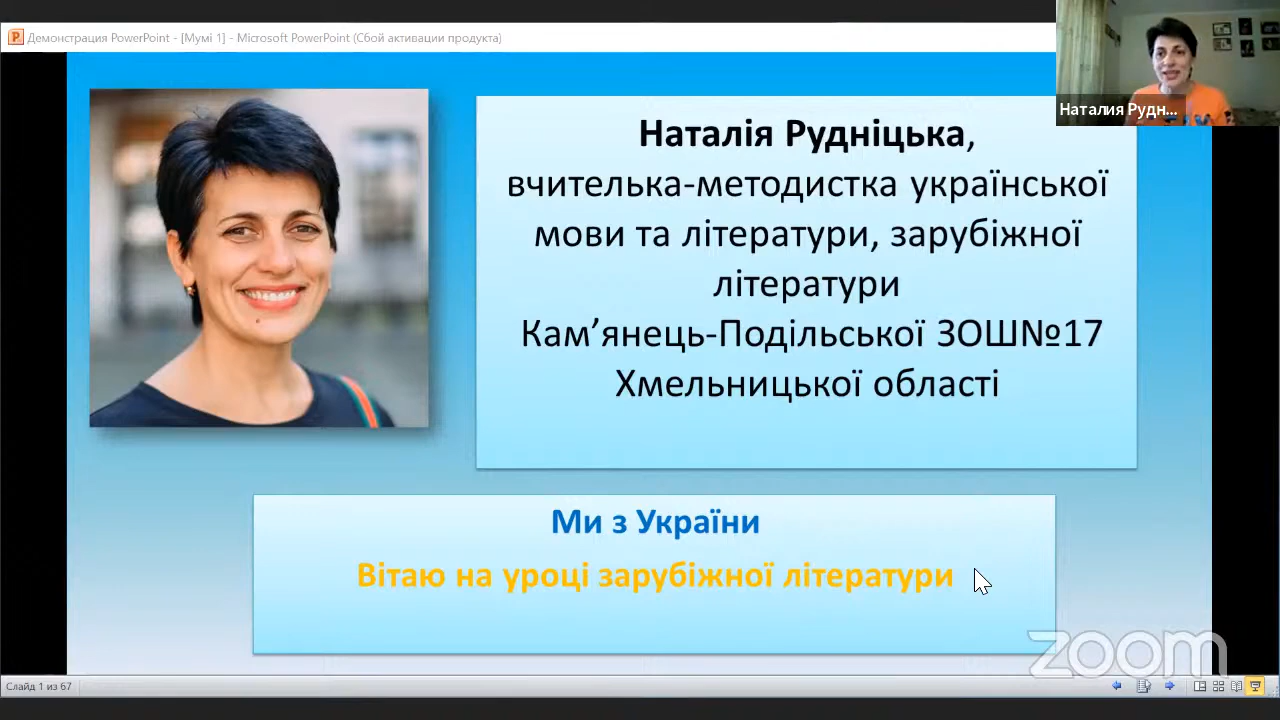 Демонстрация PowerPoint - [Мумі 1] - Microsoft PowerPoint (Сбой активации продукта)
Наталия Рудн...
Наталія Рудніцька,
вчителька-методистка української
мови та літератури, зарубіжної
літератури
Кам’янець-Подільської ЗОШ№17
Хмельницької області
Ми з України
Вітаю на уроці зарубіжної літератури
zoom
Слайд 1 из 67